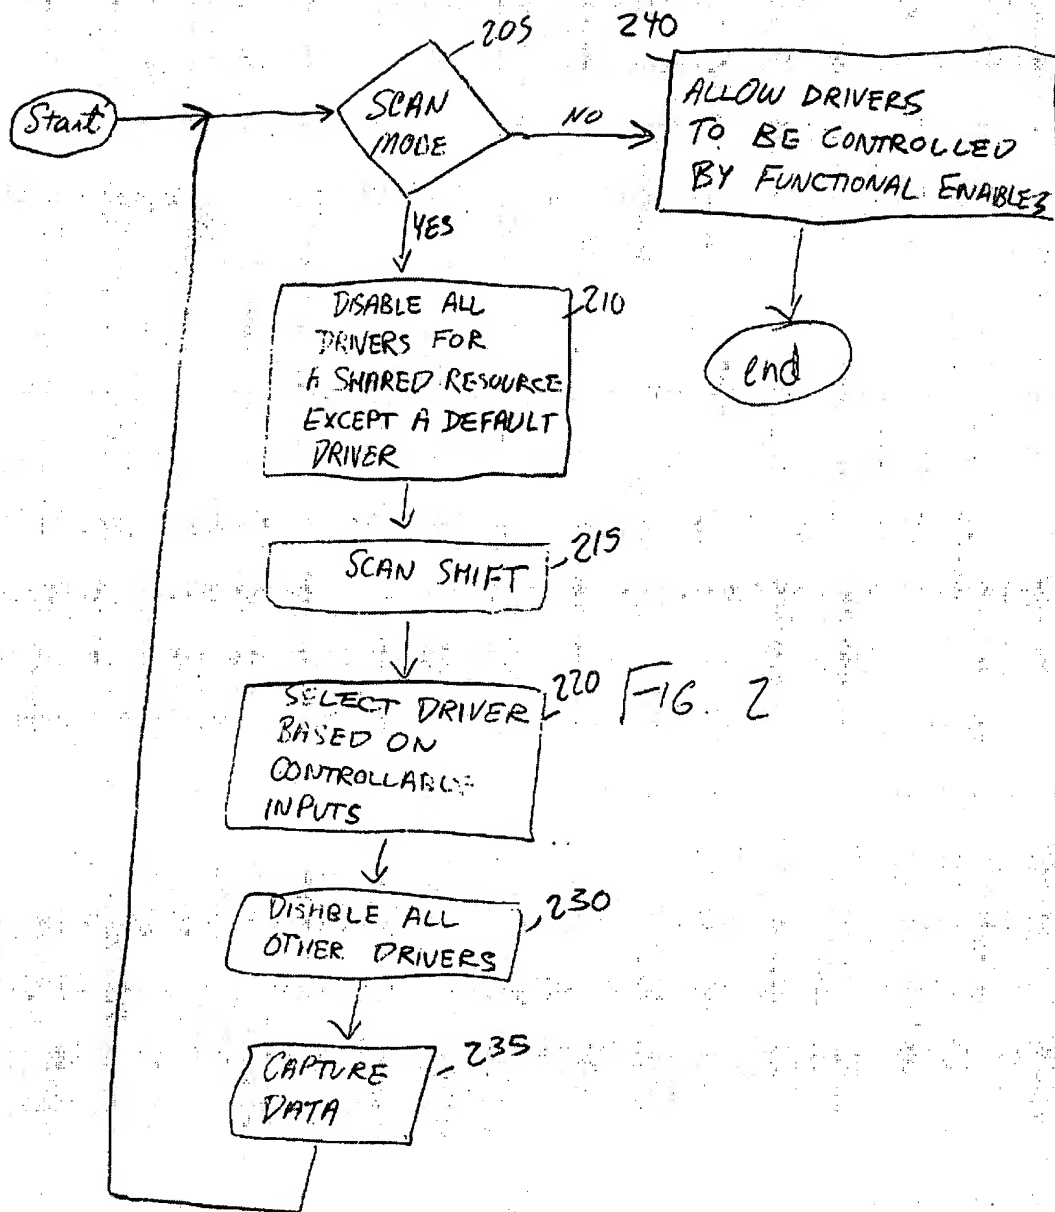 205
240
Start
SCAN
MODE
NO
ALLOW DRIVERS
TO BE CONTROLLED
BY FUNCTIONAL ENABLES
YES
DISABLE ALL
DRIVERS FOR
A SHARED RESOURCE
EXCEPT A DEFAULT
DRIVER
210
end
SCAN SHIFT
215
SELECT DRIVER
BASED ON
CONTROLLABLE
INPUTS
220
FIG. 2
DISABLE ALL
OTHER DRIVERS
230
CAPTURE
DATA
235